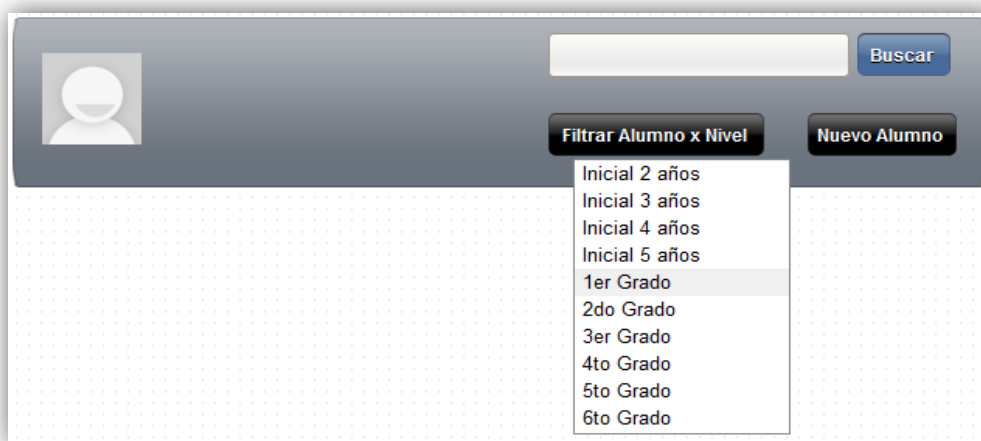 Buscar
Filtrar Alumno x Nivel
Nuevo Alumno
Inicial 2 años
Inicial 3 años
Inicial 4 años
Inicial 5 años
1er Grado
2do Grado
3er Grado
4to Grado
5to Grado
6to Grado